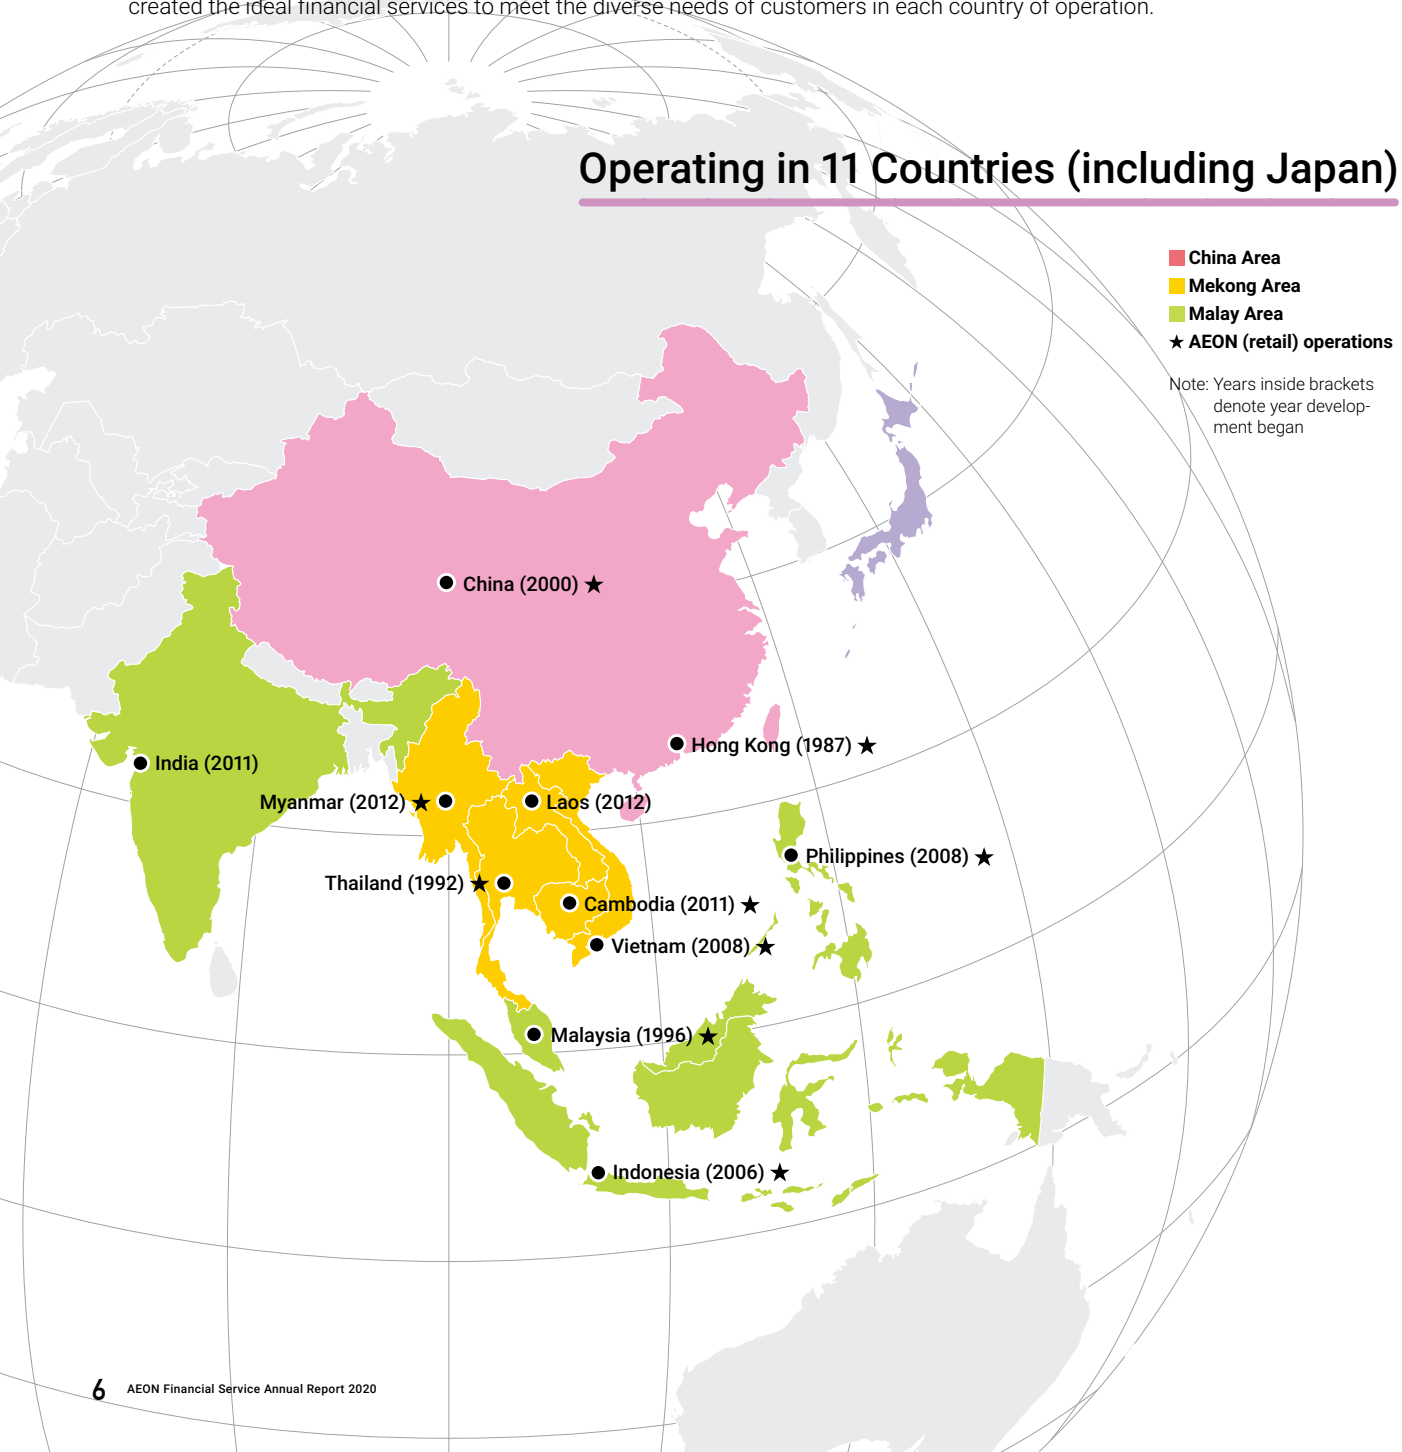 created the ideal financial services to meet the diverse needs of customers in each country of operation.
Operating in 11 Countries (including Japan)
China Area
Mekong Area
Malay Area
★ AEON (retail) operations
Note: Years inside brackets
denote year develop-
ment began
China (2000) ★
Hong Kong (1987) ★
India (2011)
Myanmar (2012) ★
Laos (2012)
Philippines (2008) ★
Thailand (1992) ★
Cambodia (2011) ★
Vietnam (2008) ★
Malaysia (1996) ★
Indonesia (2006) ★
6 AEON Financial Service Annual Report 2020